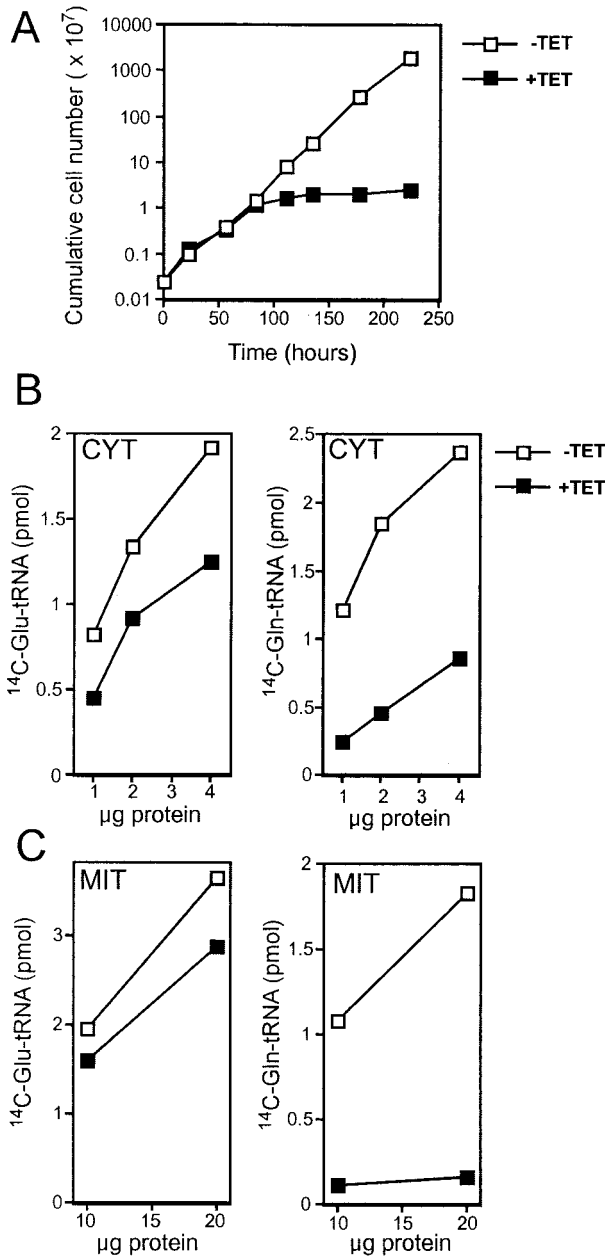 A
Cumulative cell number ( x 10⁷)
10000
1000
100
10
1
0.1
0.01
0
50
100
150
200
250
Time (hours)
-TET
+TET
B
CYT
¹⁴C-Glu-tRNA (pmol)
2
1.5
1
0.5
0
1
2
3
4
µg protein
CYT
¹⁴C-Gln-tRNA (pmol)
2.5
2
1.5
1
0.5
0
1
2
3
4
µg protein
-TET
+TET
C
MIT
¹⁴C-Glu-tRNA (pmol)
3
2
1
0
10
15
20
µg protein
MIT
¹⁴C-Gln-tRNA (pmol)
2
1.5
1
0.5
0
10
15
20
µg protein